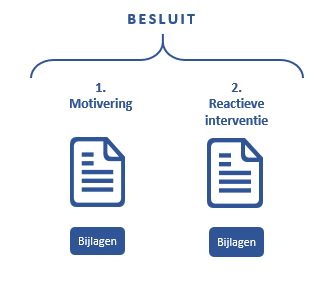 BESLUIT
1.
Motivering
2.
Reactieve
interventie
Bijlagen
Bijlagen